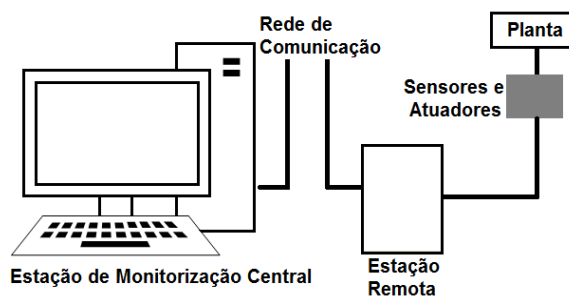 Rede de
Comunicação
Planta
Sensores e
Atuadores
Estação de Monitorização Central
Estação
Remota